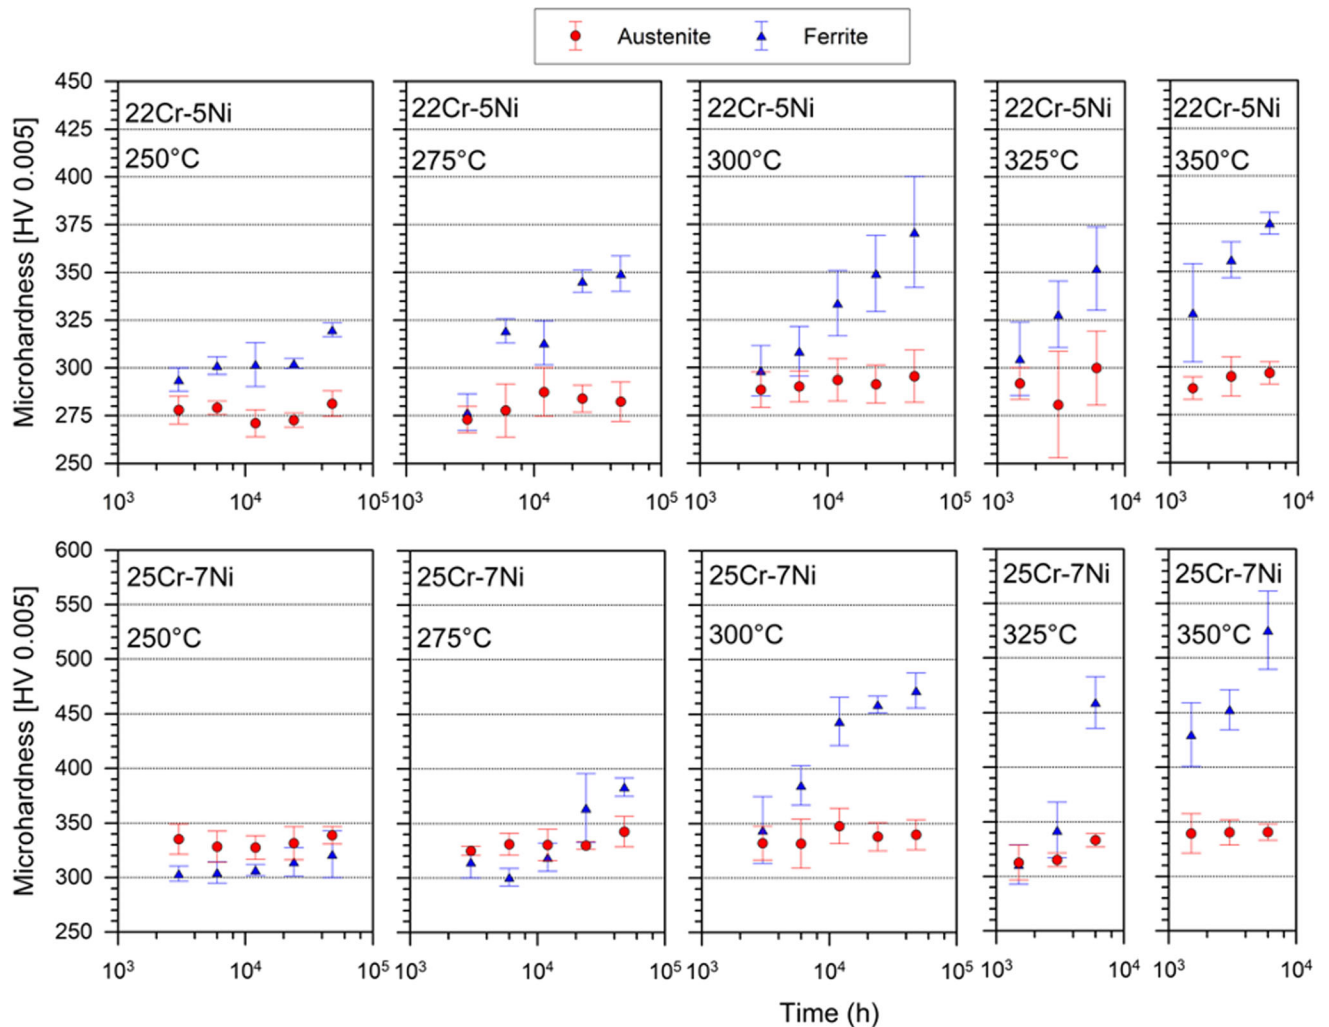 Austenite Ferrite
Microhardness [HV 0.005]
450
425
400
375
350
325
300
275
250
22Cr-5Ni
250°C
10³ 10⁴ 10⁵
22Cr-5Ni
275°C
10³ 10⁴ 10⁵
22Cr-5Ni
300°C
10³ 10⁴ 10⁵
22Cr-5Ni
325°C
10³ 10⁴
22Cr-5Ni
350°C
10³ 10⁴
Microhardness [HV 0.005]
600
550
500
450
400
350
300
250
25Cr-7Ni
250°C
10³ 10⁴ 10⁵
25Cr-7Ni
275°C
10³ 10⁴ 10⁵
25Cr-7Ni
300°C
10³ 10⁴ 10⁵
25Cr-7Ni
325°C
10³ 10⁴
25Cr-7Ni
350°C
10³ 10⁴
Time (h)